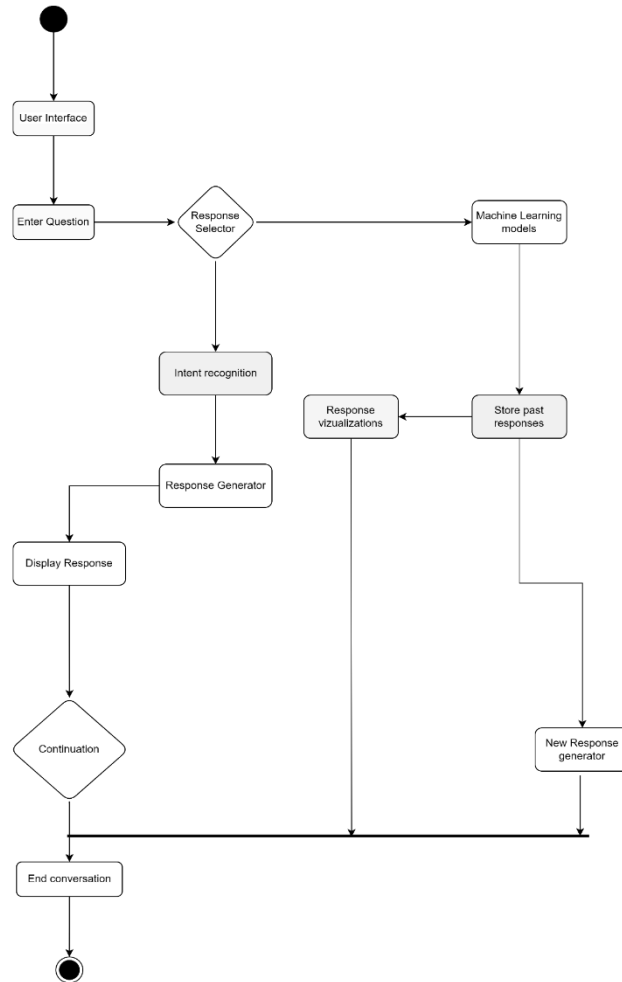 User Interface
Enter Question
Response
Selector
Machine Learning
models
Intent recognition
Response
vizualizations
Store past
responses
Response Generator
Display Response
Continuation
New Response
generator
End conversation